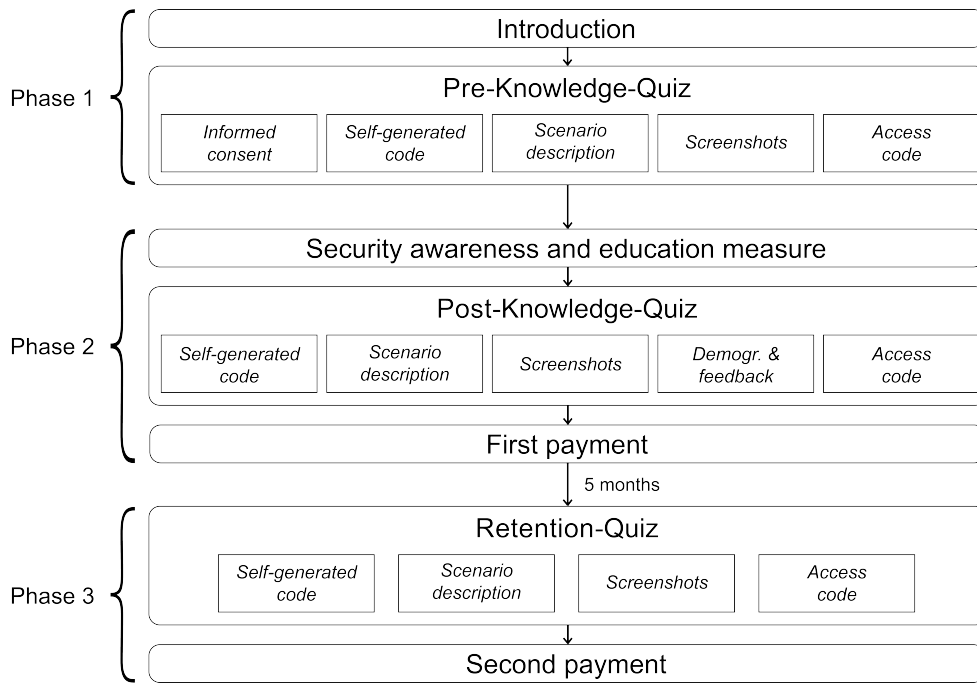 Introduction
Phase 1
Pre-Knowledge-Quiz
Informed
consent
Self-generated
code
Scenario
description
Screenshots
Access
code
Security awareness and education measure
Phase 2
Post-Knowledge-Quiz
Self-generated
code
Scenario
description
Screenshots
Demogr. &
feedback
Access
code
First payment
5 months
Phase 3
Retention-Quiz
Self-generated
code
Scenario
description
Screenshots
Access
code
Second payment